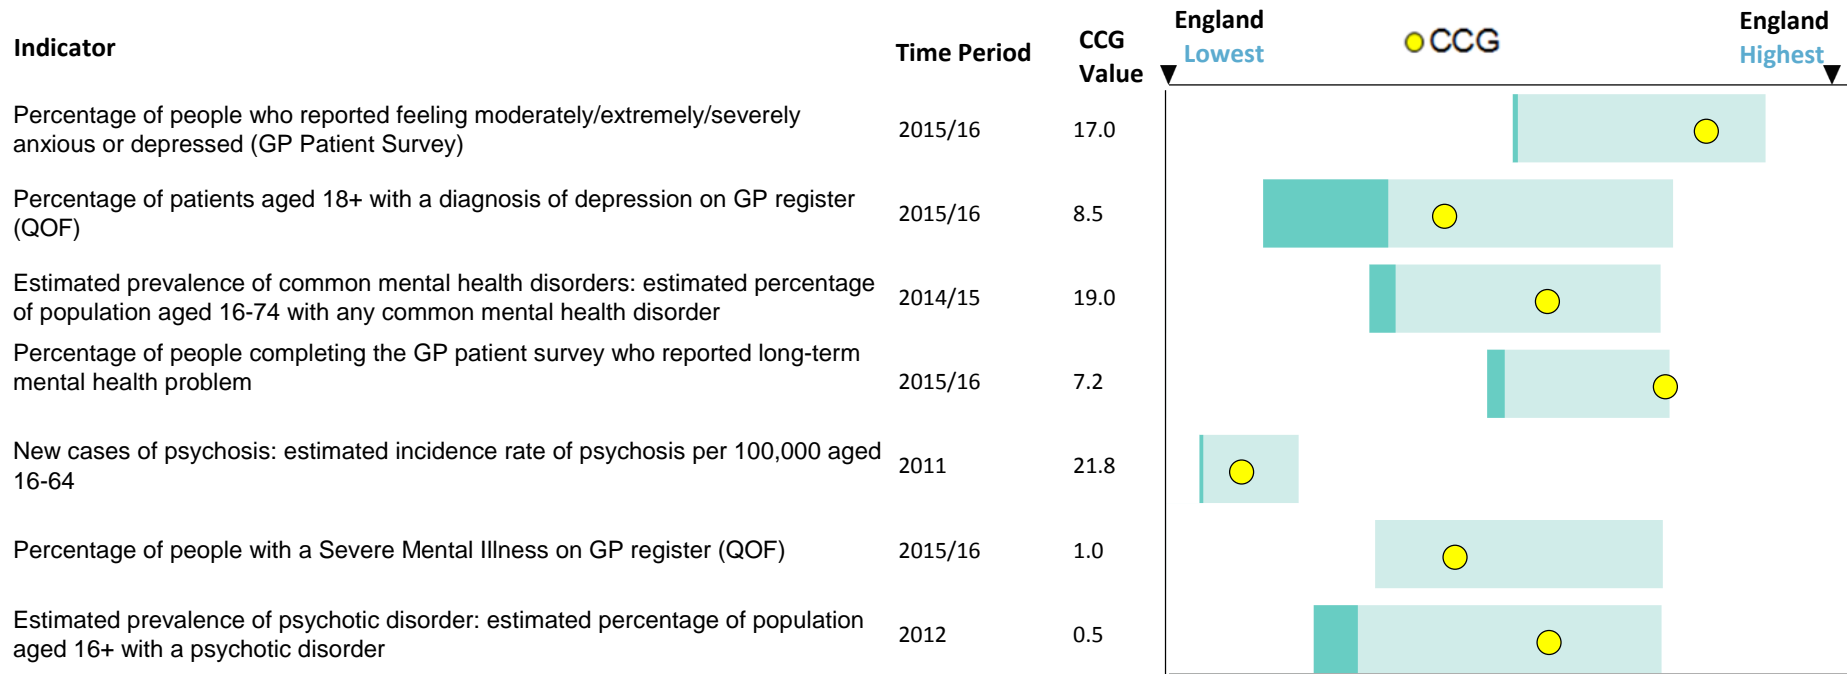 Indicator
Time Period
CCG
Value
England
Lowest
CCG
England
Highest
Percentage of people who reported feeling moderately/extremely/severely
anxious or depressed (GP Patient Survey)
2015/16
17.0
Percentage of patients aged 18+ with a diagnosis of depression on GP register
(QOF)
2015/16
8.5
Estimated prevalence of common mental health disorders: estimated percentage
of population aged 16-74 with any common mental health disorder
2014/15
19.0
Percentage of people completing the GP patient survey who reported long-term
mental health problem
2015/16
7.2
New cases of psychosis: estimated incidence rate of psychosis per 100,000 aged
16-64
2011
21.8
Percentage of people with a Severe Mental Illness on GP register (QOF)
2015/16
1.0
Estimated prevalence of psychotic disorder: estimated percentage of population
aged 16+ with a psychotic disorder
2012
0.5